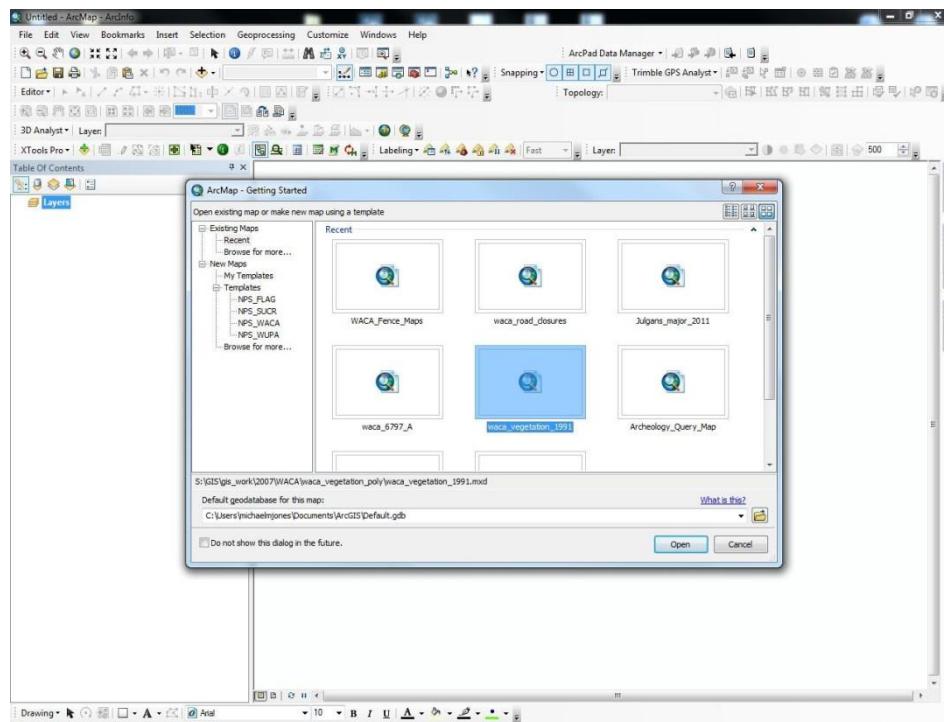 Untitled - ArcMap - ArcInfo
File Edit View Bookmarks Insert Selection Geoprocessing Customize Windows Help
ArcPad Data Manager
Snapping Trimble GPS Analyst
Editor Topology:
3D Analyst Layer:
XTools Pro Labeling Fast Layer: 500
Table Of Contents
Layers
ArcMap - Getting Started
Open existing map or make new map using a template
Existing Maps
Recent
Browse for more...
New Maps
My Templates
Templates
NPS_FLAG
NPS_SUCR
NPS_WACA
NPS_WUPA
Browse for more...
Recent
WACA_Fence_Maps waca_road_closures Julgans_major_2011
waca_6797_A waca_vegetation_1991 Archeology_Query_Map
S:\GIS\gis_work\2007\WACA\waca_vegetation_poly\waca_vegetation_1991.mxd
Default geodatabase for this map: What is this?
C:\Users\michaelmjones\Documents\ArcGIS\Default.gdb
Do not show this dialog in the future. Open Cancel
Drawing A Arial 10 B I U A